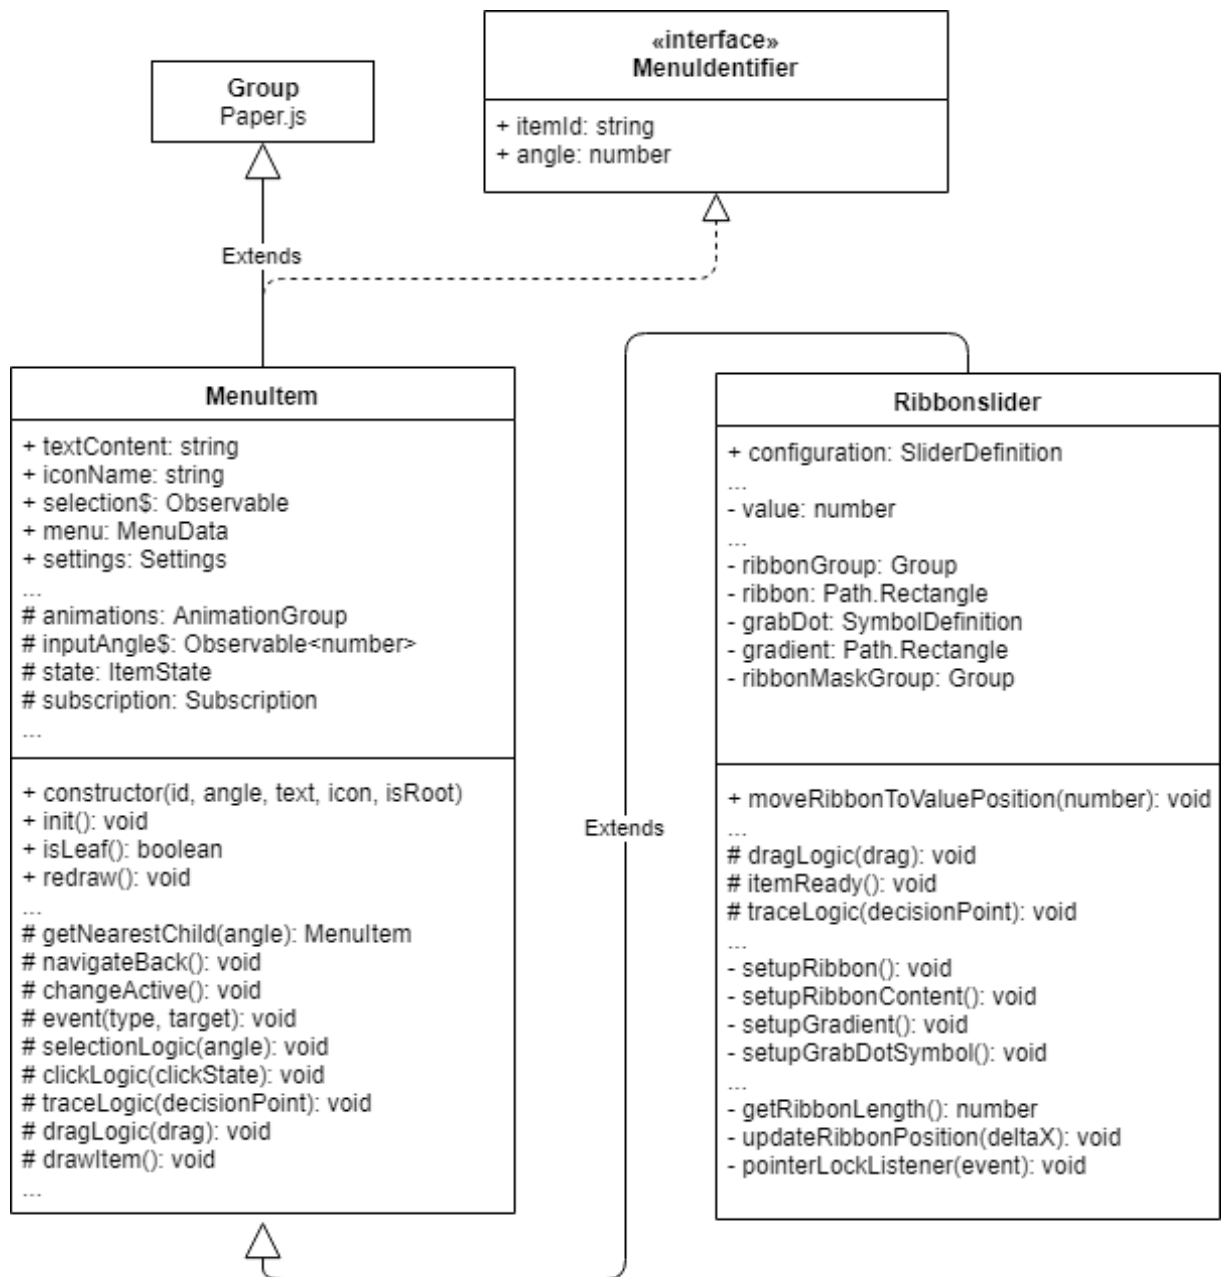 Group
Paper.js
«interface»
MenuIdentifier
+ itemId: string
+ angle: number
Extends
MenuItem
+ textContent: string
+ iconName: string
+ selection$: Observable
+ menu: MenuData
+ settings: Settings
...
# animations: AnimationGroup
# inputAngle$: Observable<number>
# state: ItemState
# subscription: Subscription
...
+ constructor(id, angle, text, icon, isRoot)
+ init(): void
+ isLeaf(): boolean
+ redraw(): void
...
# getNearestChild(angle): MenuItem
# navigateBack(): void
# changeActive(): void
# event(type, target): void
# selectionLogic(angle): void
# clickLogic(clickState): void
# traceLogic(decisionPoint): void
# dragLogic(drag): void
# drawItem(): void
...
Extends
Ribbonslider
+ configuration: SliderDefinition
...
- value: number
...
- ribbonGroup: Group
- ribbon: Path.Rectangle
- grabDot: SymbolDefinition
- gradient: Path.Rectangle
- ribbonMaskGroup: Group
+ moveRibbonToValuePosition(number): void
...
# dragLogic(drag): void
# itemReady(): void
# traceLogic(decisionPoint): void
...
- setupRibbon(): void
- setupRibbonContent(): void
- setupGradient(): void
- setupGrabDotSymbol(): void
...
- getRibbonLength(): number
- updateRibbonPosition(deltaX): void
- pointerLockListener(event): void